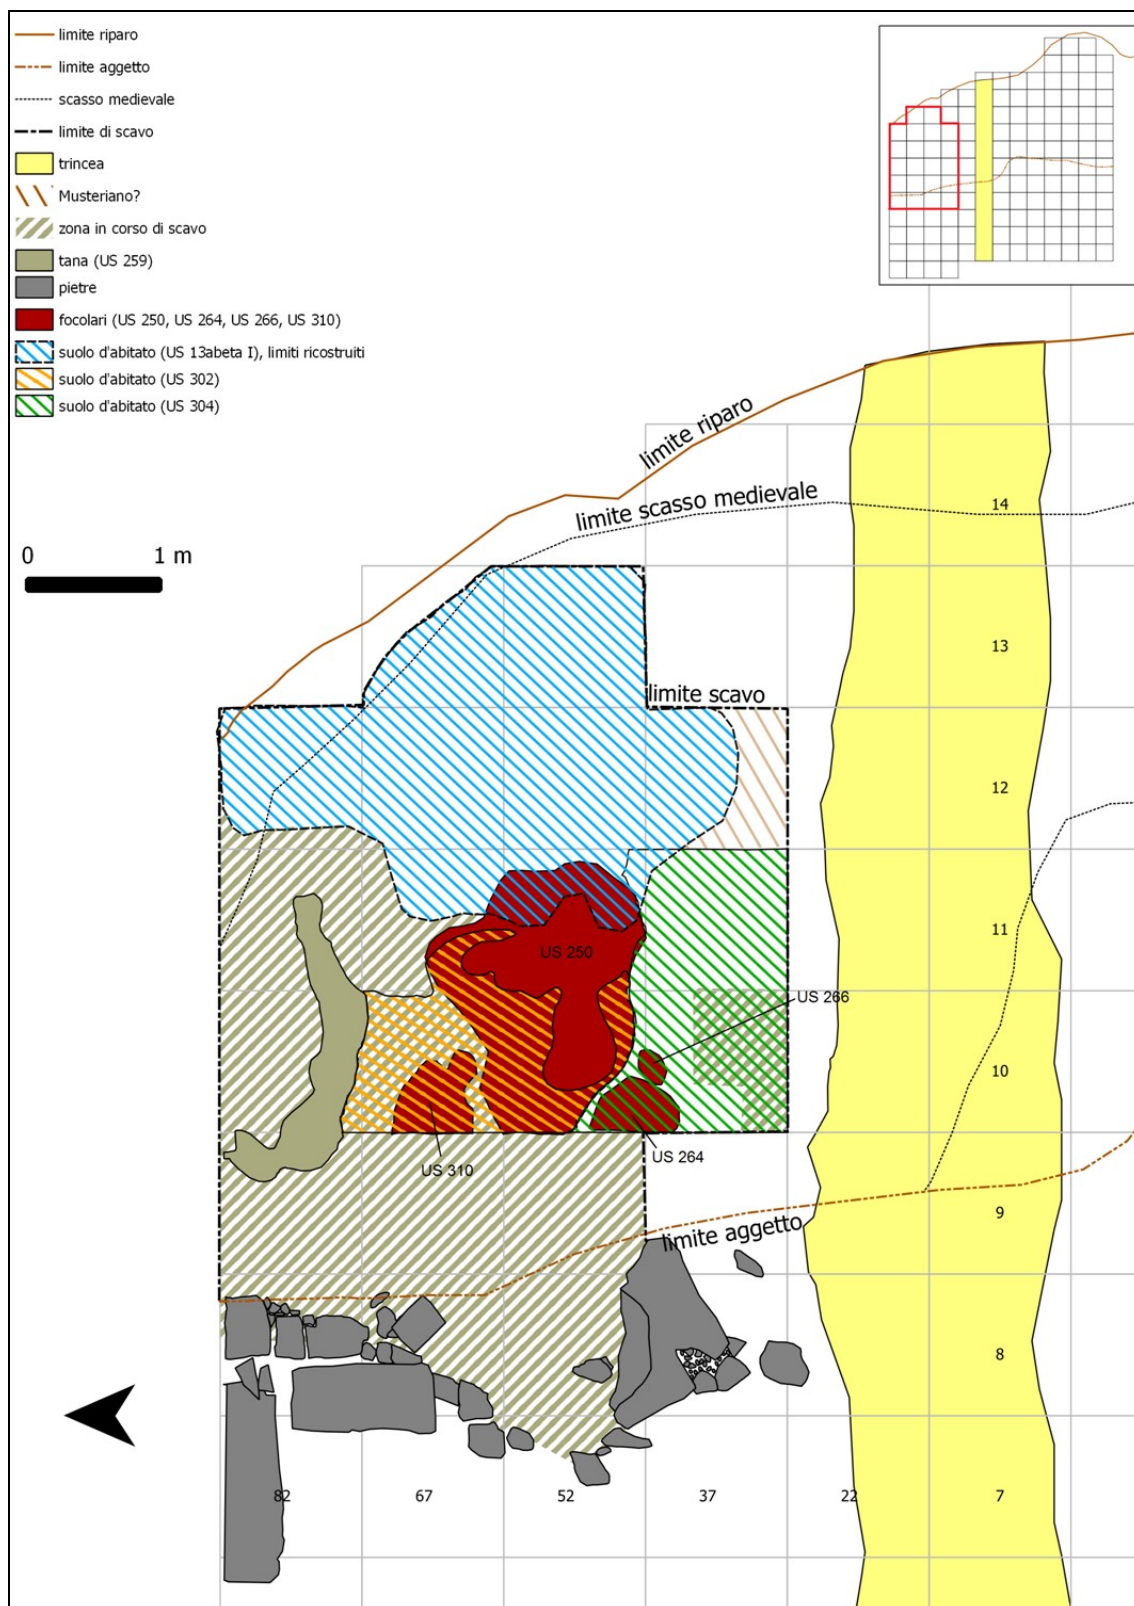 limite riparo
limite aggetto
scasso medievale
limite di scavo
trincea
Musteriano?
zona in corso di scavo
tana (US 259)
pietre
focolari (US 250, US 264, US 266, US 310)
suolo d'abitato (US 13abeta I), limiti ricostruiti
suolo d'abitato (US 302)
suolo d'abitato (US 304)
limite riparo
limite scasso medievale
14
0 1 m
13
limite scavo
12
11
US 250
US 266
10
US 264
US 310
9
limite aggetto
8
82 67 52 37 22 7